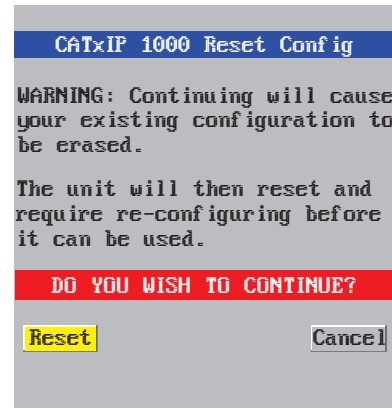 CATxIP 1000 Reset Config
WARNING: Continuing will cause
your existing configuration to
be erased.
The unit will then reset and
require re-configuring before
it can be used.
DO YOU WISH TO CONTINUE?
Reset
Cancel